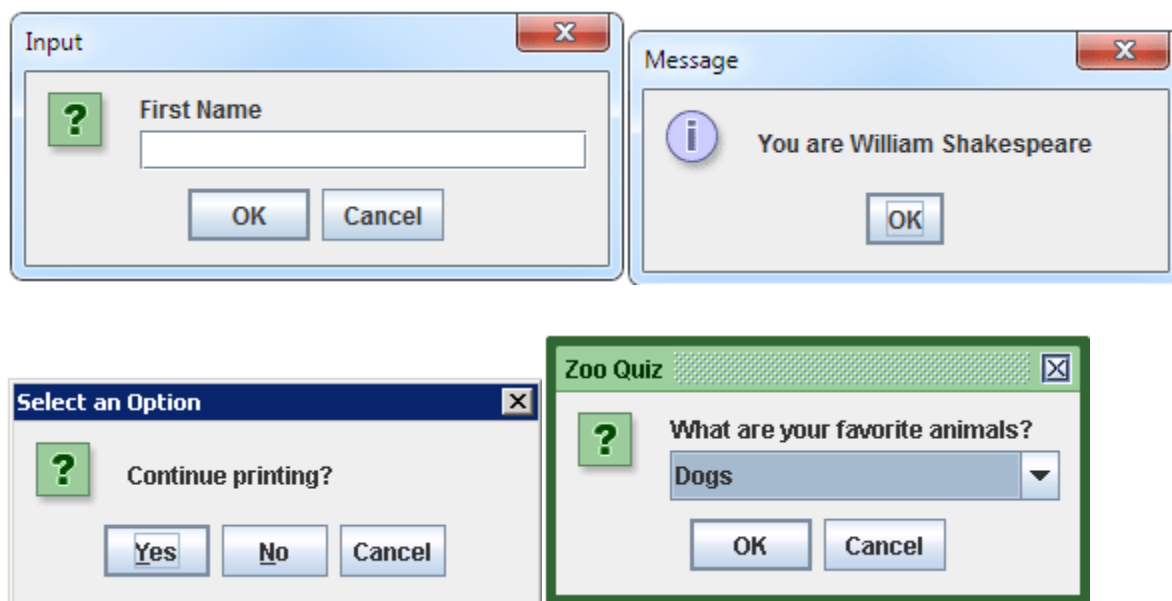 Input
First Name
OK Cancel
Message
You are William Shakespeare
OK
Select an Option
Continue printing?
Yes No Cancel
Zoo Quiz
What are your favorite animals?
Dogs
OK Cancel